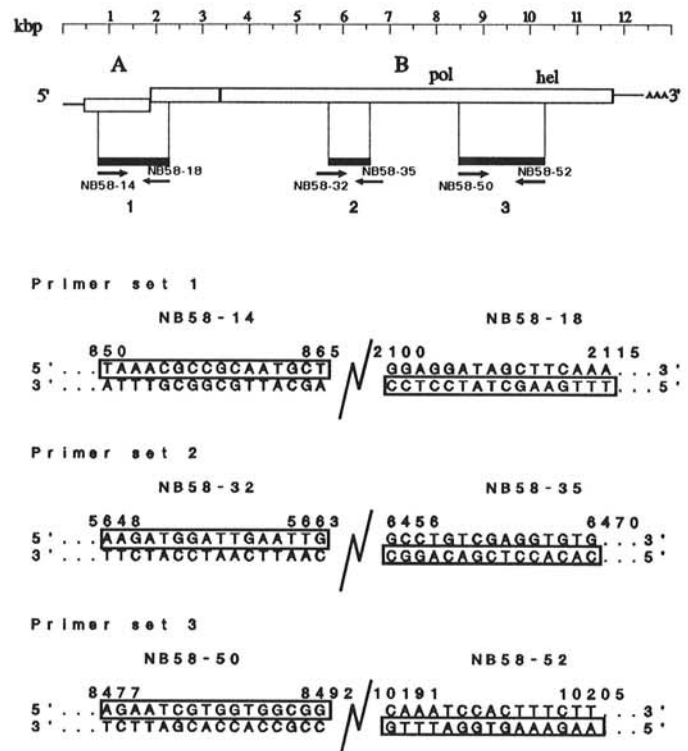 kbp 1 2 3 4 5 6 7 8 9 10 11 12
A B
pol hel
5' AAA3'
NB58-14 NB58-18 NB58-32 NB58-35 NB58-50 NB58-52
1 2 3
Primer set 1
NB58-14 NB58-18
850 865 2100 2115
5'...TAAACGCCGCAATGCT GGAGGATAGCTTCAAA...3'
3'...ATTTGCGGCGTTACGA CCTCCTATCGAAGTTT...5'
Primer set 2
NB58-32 NB58-35
5648 5663 6456 6470
5'...AAGATGGATTGAATTG GCCTGTCGAGGTGTG...3'
3'...TTCTACCTAACTTAAC CGGACAGCTCCACAC...5'
Primer set 3
NB58-50 NB58-52
8477 8492 10191 10205
5'...AGAATCGTGGTGGCGG CAAATCCACTTTCTT...3'
3'...TCTTAGCACCACCGCC GTTTAGGTGAAAGAA...5'